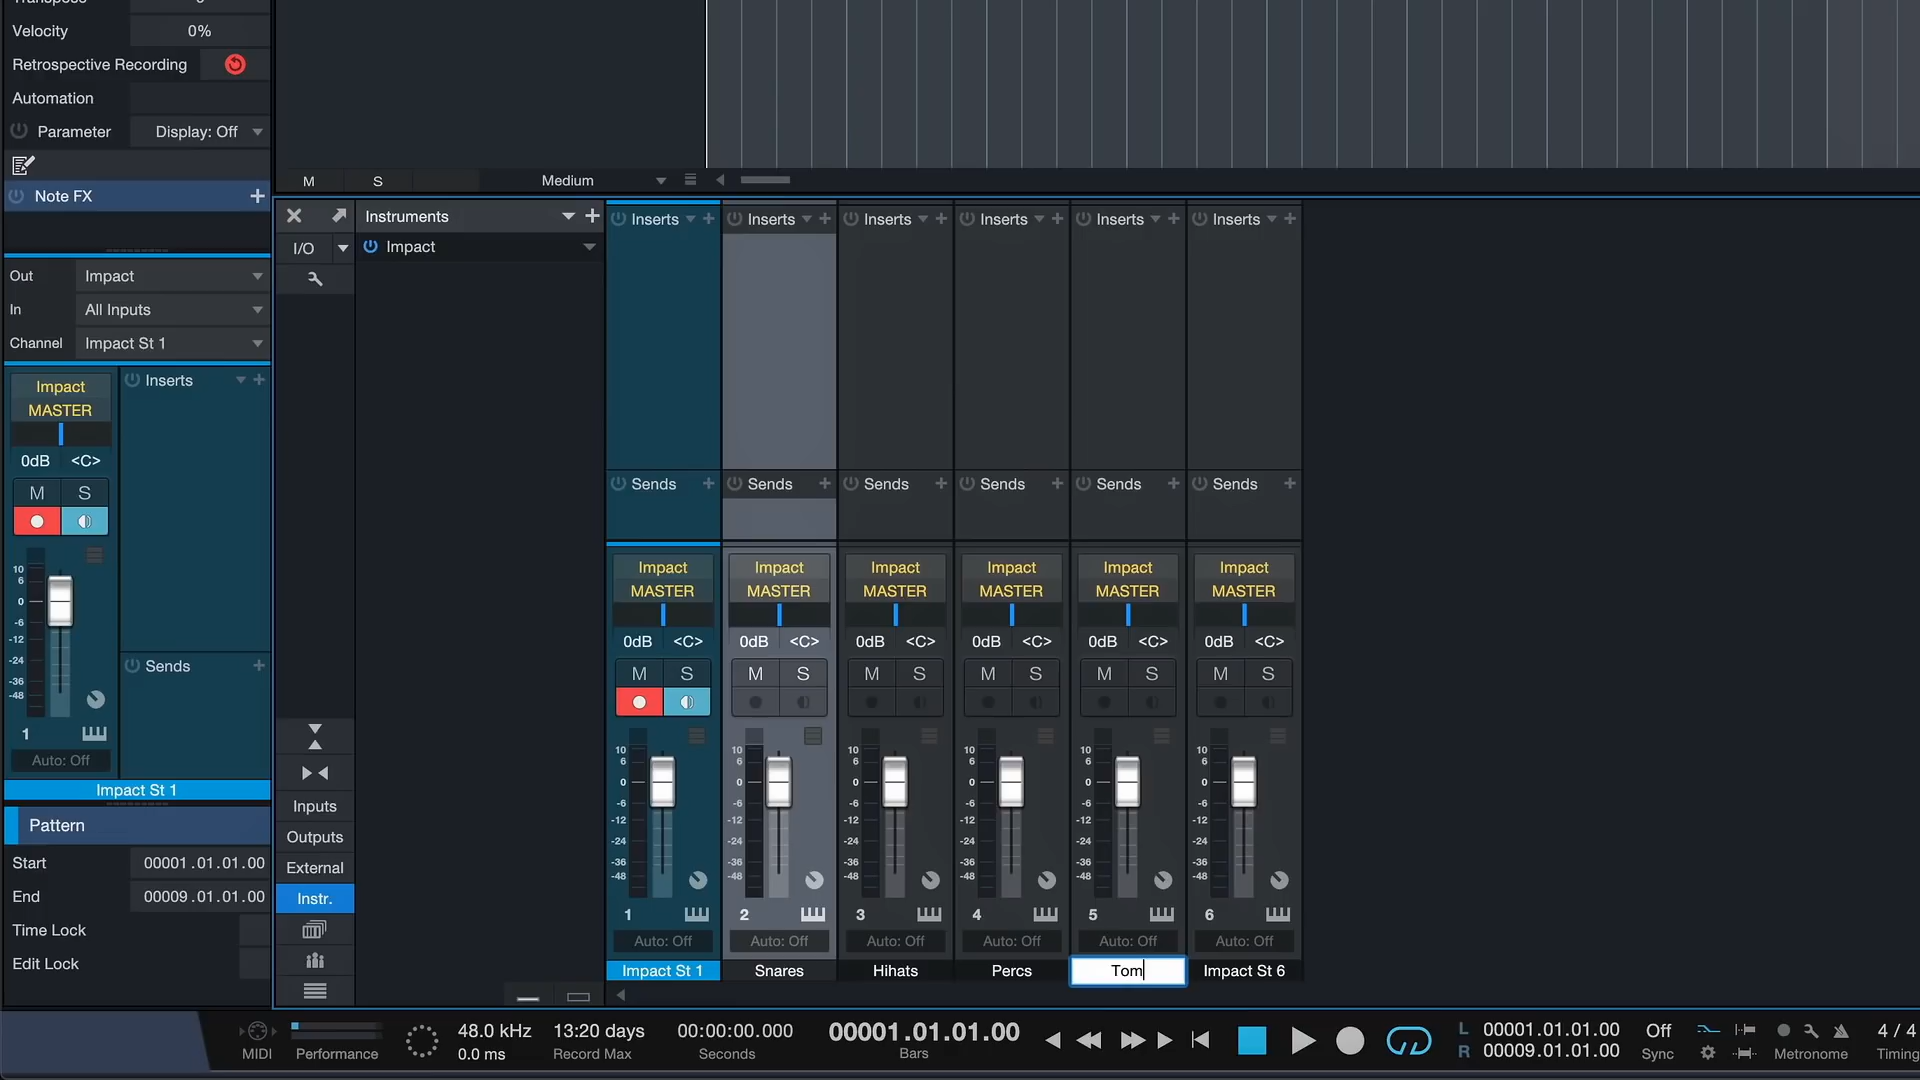 Transpose 0
Velocity 0%
Retrospective Recording
Automation
Parameter Display: Off
Note FX +
Out Impact
In All Inputs
Channel Impact St 1
Impact
MASTER
0dB <C>
M S
Inserts +
10
6
0
-6
-12
-24
-36
-48
Sends +
1
Auto: Off
Impact St 1
Pattern
Start 00001.01.01.00
End 00009.01.01.00
Time Lock
Edit Lock
M S Medium
Instruments +
I/O Impact
Inputs
Outputs
External
Instr.
Inserts + Inserts + Inserts + Inserts + Inserts + Inserts +
Sends + Sends + Sends + Sends + Sends + Sends +
Impact Impact Impact Impact Impact Impact
MASTER MASTER MASTER MASTER MASTER MASTER
0dB <C> 0dB <C> 0dB <C> 0dB <C> 0dB <C> 0dB <C>
M S M S M S M S M S M S
10 10 10 10 10 10
6 6 6 6 6 6
0 0 0 0 0 0
-6 -6 -6 -6 -6 -6
-12 -12 -12 -12 -12 -12
-24 -24 -24 -24 -24 -24
-36 -36 -36 -36 -36 -36
-48 -48 -48 -48 -48 -48
1 2 3 4 5 6
Auto: Off Auto: Off Auto: Off Auto: Off Auto: Off Auto: Off
Impact St 1 Snares Hihats Percs Tom Impact St 6
MIDI Performance
48.0 kHz
0.0 ms
13:20 days
Record Max
00:00:00.000
Seconds
00001.01.01.00
Bars
L 00001.01.01.00
R 00009.01.01.00
Off
Sync
Metronome
4 / 4
Timing